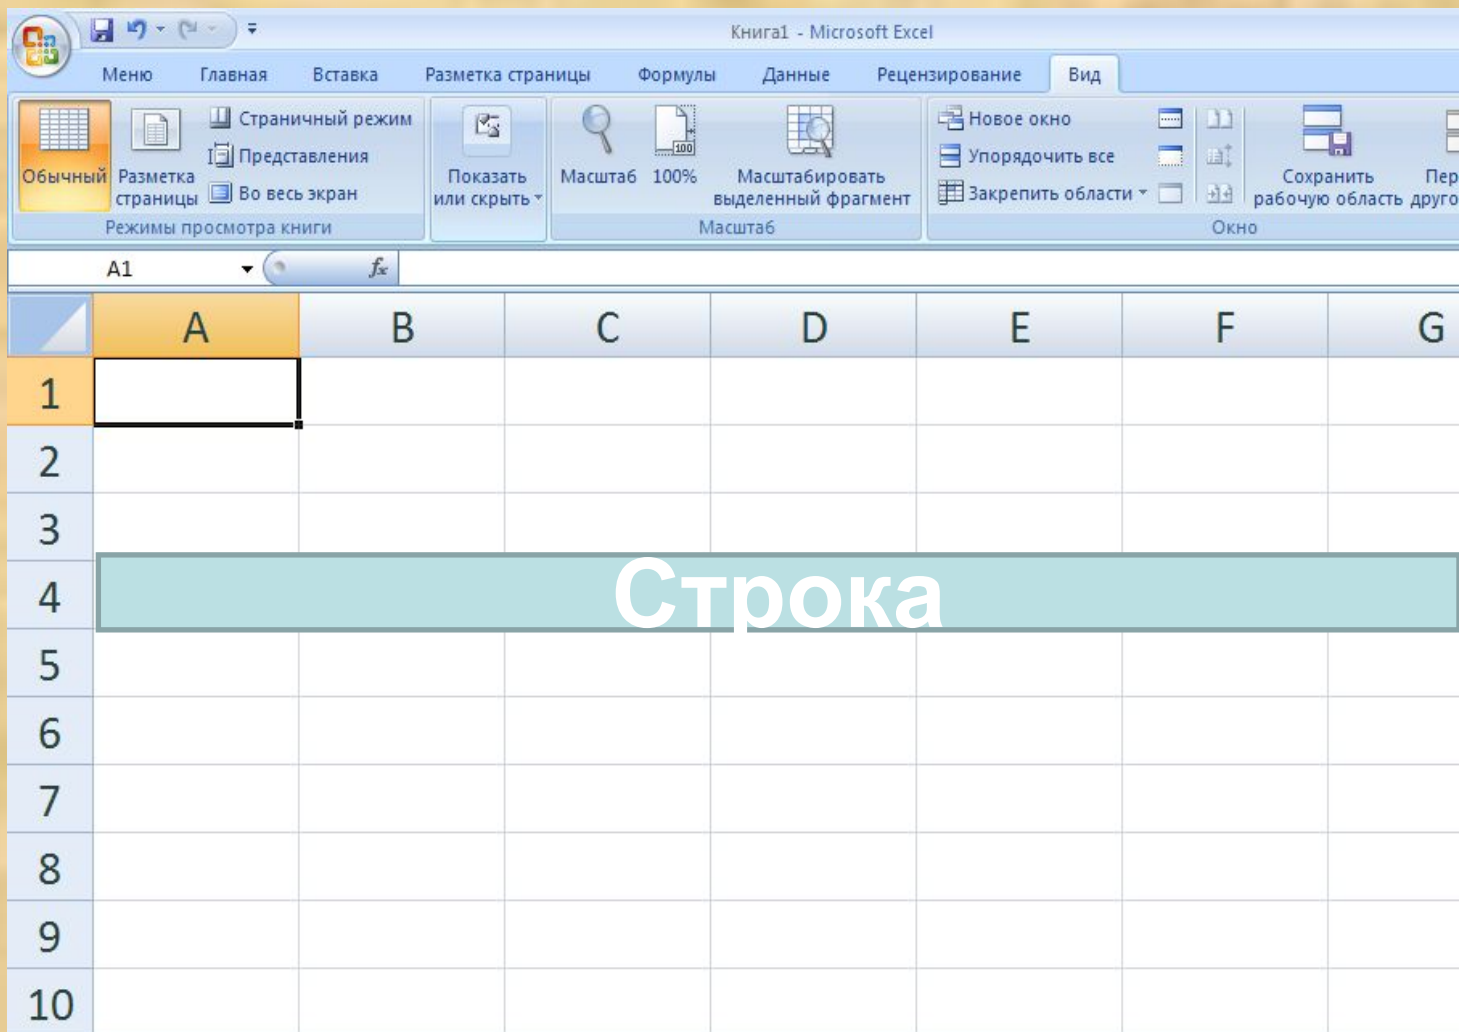 Книга1 - Microsoft Excel
Меню Главная Вставка Разметка страницы Формулы Данные Рецензирование Вид
Обычный
Разметка страницы
Страничный режим
Представления
Во весь экран
Режимы просмотра книги
Показать или скрыть
Масштаб
100
100%
Масштабировать выделенный фрагмент
Масштаб
Новое окно
Упорядочить все
Закрепить области
Сохранить рабочую область
Окно
A1
fx
A B C D E F G
1
2
3
4 Строка
5
6
7
8
9
10